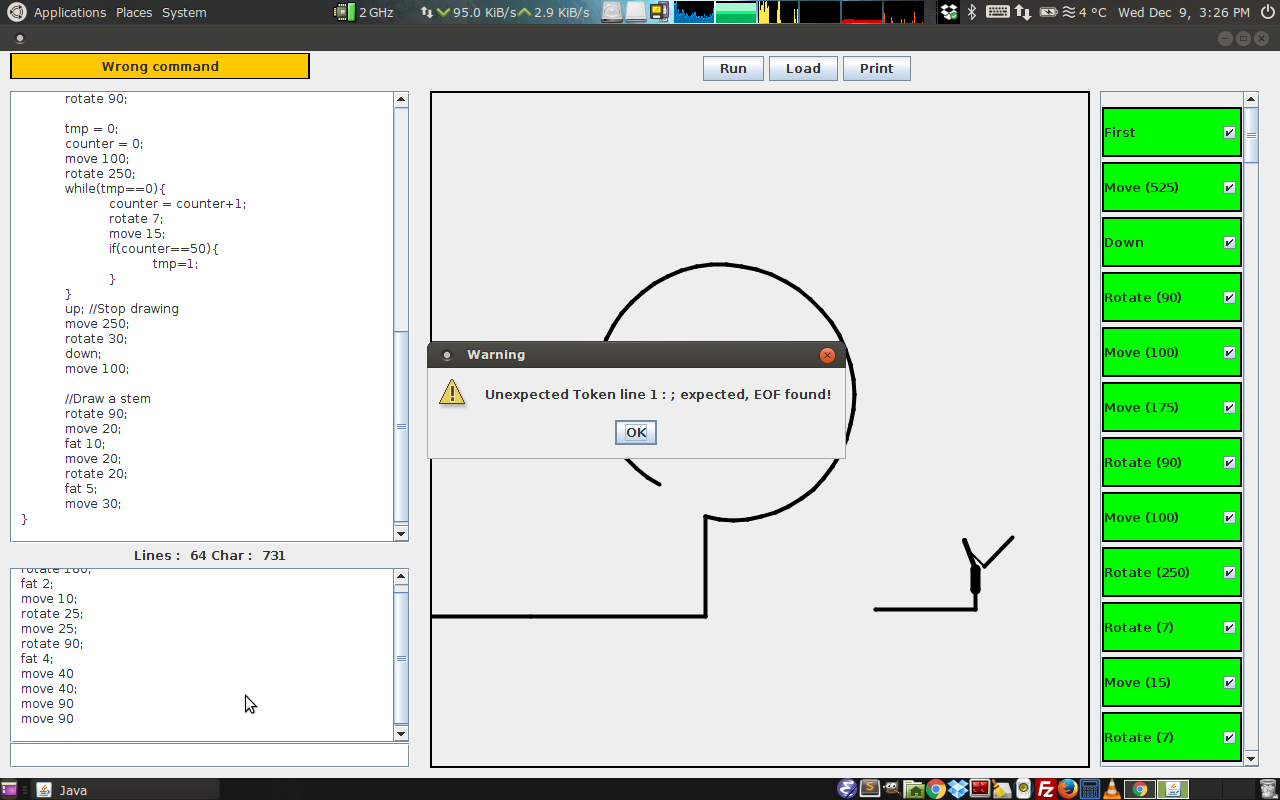 Applications Places System 2 GHz 95.0 KiB/s 2.9 KiB/s 4 °C Wed Dec 9, 3:26 PM
Wrong command
Run Load Print
rotate 90;
tmp = 0;
counter = 0;
move 100;
rotate 250;
while(tmp==0){
counter = counter+1;
rotate 7;
move 15;
if(counter==50){
tmp=1;
}
}
up; //Stop drawing
move 250;
rotate 30;
down;
move 100;
//Draw a stem
rotate 90;
move 20;
fat 10;
move 20;
rotate 20;
fat 5;
move 30;
}
Lines : 64 Char : 731
rotate 180;
fat 2;
move 10;
rotate 25;
move 25;
rotate 90;
fat 4;
move 40
move 40;
move 90
move 90
Warning
Unexpected Token line 1 : ; expected, EOF found!
OK
First
Move (525)
Down
Rotate (90)
Move (100)
Move (175)
Rotate (90)
Move (100)
Rotate (250)
Rotate (7)
Move (15)
Rotate (7)
Java